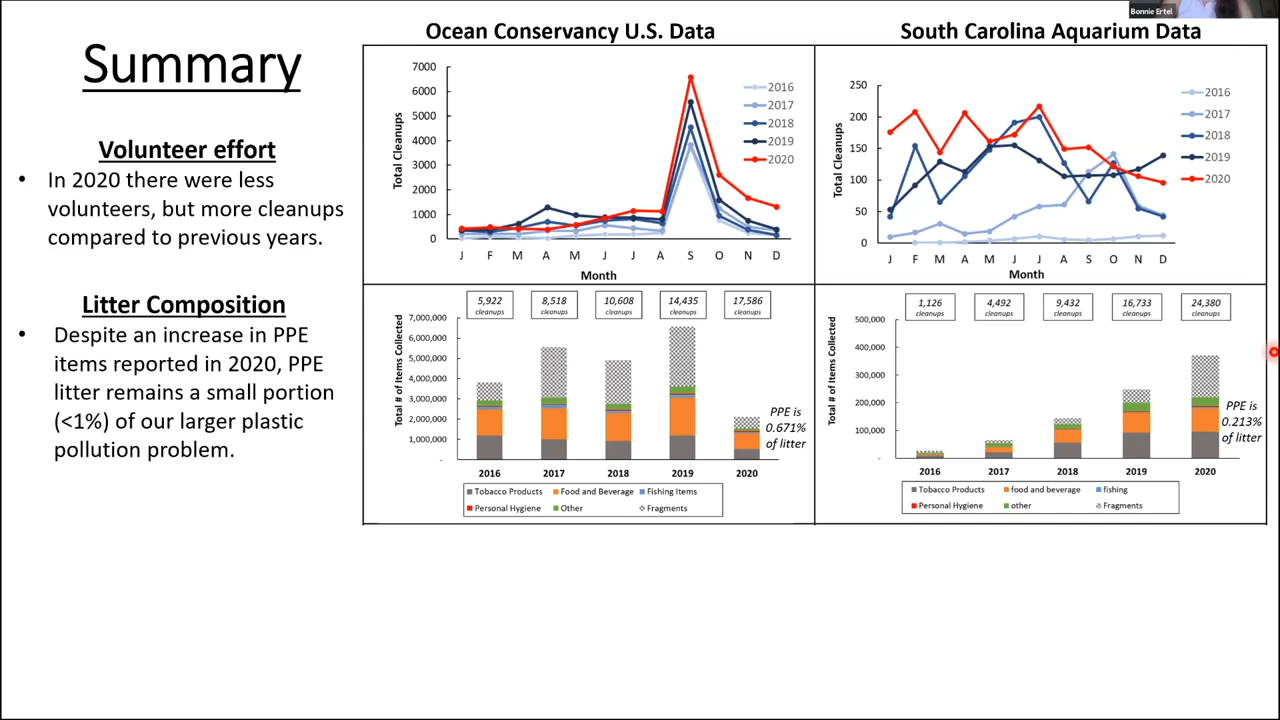 Bonnie Ertel
Summary
Volunteer effort
• In 2020 there were less
volunteers, but more cleanups
compared to previous years.
Litter Composition
• Despite an increase in PPE
items reported in 2020, PPE
litter remains a small portion
(<1%) of our larger plastic
pollution problem.
Ocean Conservancy U.S. Data
Total Cleanups
7000
6000
5000
4000
3000
2000
1000
0
J F M A M J J A S O N D
Month
2016
2017
2018
2019
2020
South Carolina Aquarium Data
Total Cleanups
250
200
150
100
50
0
J F M A M J J A S O N D
Month
2016
2017
2018
2019
2020
5,922 8,518 10,608 14,435 17,586
cleanups cleanups cleanups cleanups cleanups
Total # of Items Collected
7,000,000
6,000,000
5,000,000
4,000,000
3,000,000
2,000,000
1,000,000
-
PPE is
0.671%
of litter
2016 2017 2018 2019 2020
Tobacco Products Food and Beverage Fishing Items
Personal Hygiene Other Fragments
1,126 4,492 9,432 16,733 24,380
cleanups cleanups cleanups cleanups cleanups
Total # of Items Collected
500,000
400,000
300,000
200,000
100,000
-
PPE is
0.213%
of litter
2016 2017 2018 2019 2020
Tobacco Products food and beverage fishing
Personal Hygiene other Fragments